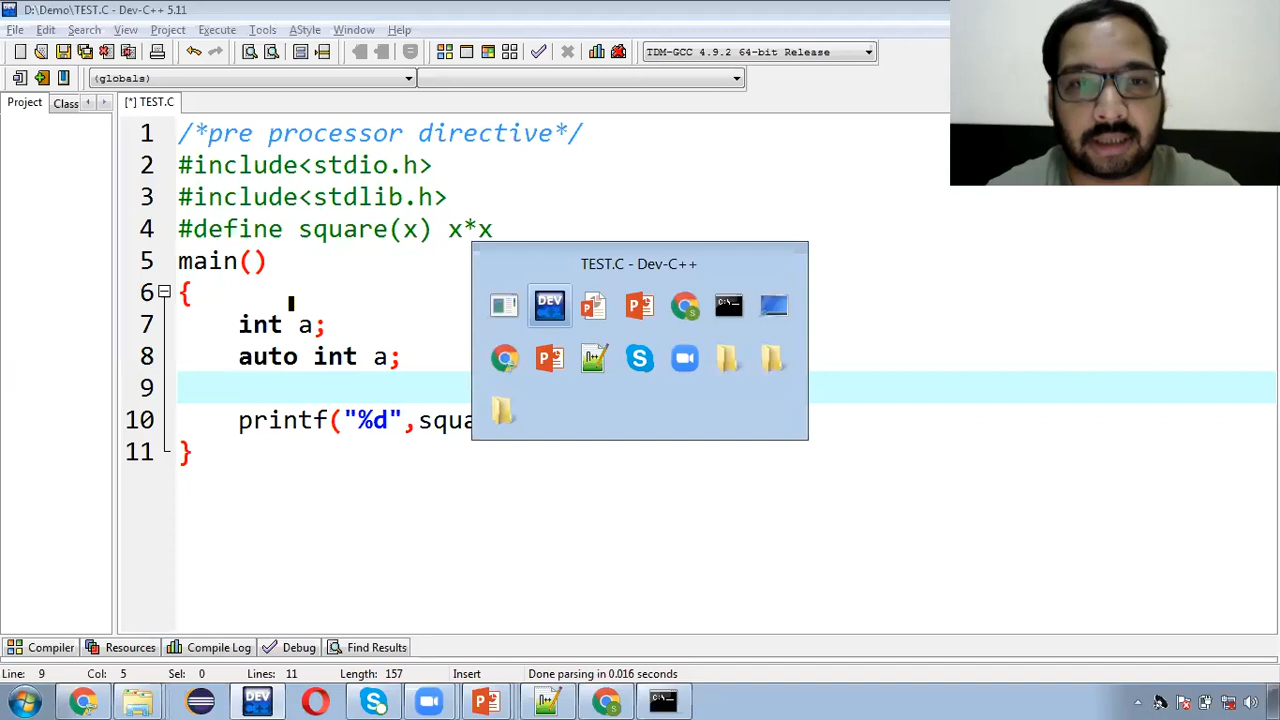 D:\Demo\TEST.C - Dev-C++ 5.11
File Edit Search View Project Execute Tools AStyle Window Help
TDM-GCC 4.9.2 64-bit Release
(globals)
Project Class [*] TEST.C
1 /*pre processor directive*/
2 #include<stdio.h>
3 #include<stdlib.h>
4 #define square(x) x*x
5 main()
6 {
7 int a;
8 auto int a;
9
10 printf("%d",squa
11 }
TEST.C - Dev-C++
DEV
C:\.
Compiler Resources Compile Log Debug Find Results
Line: 9 Col: 5 Sel: 0 Lines: 11 Length: 157 Insert Done parsing in 0.016 seconds
DEV